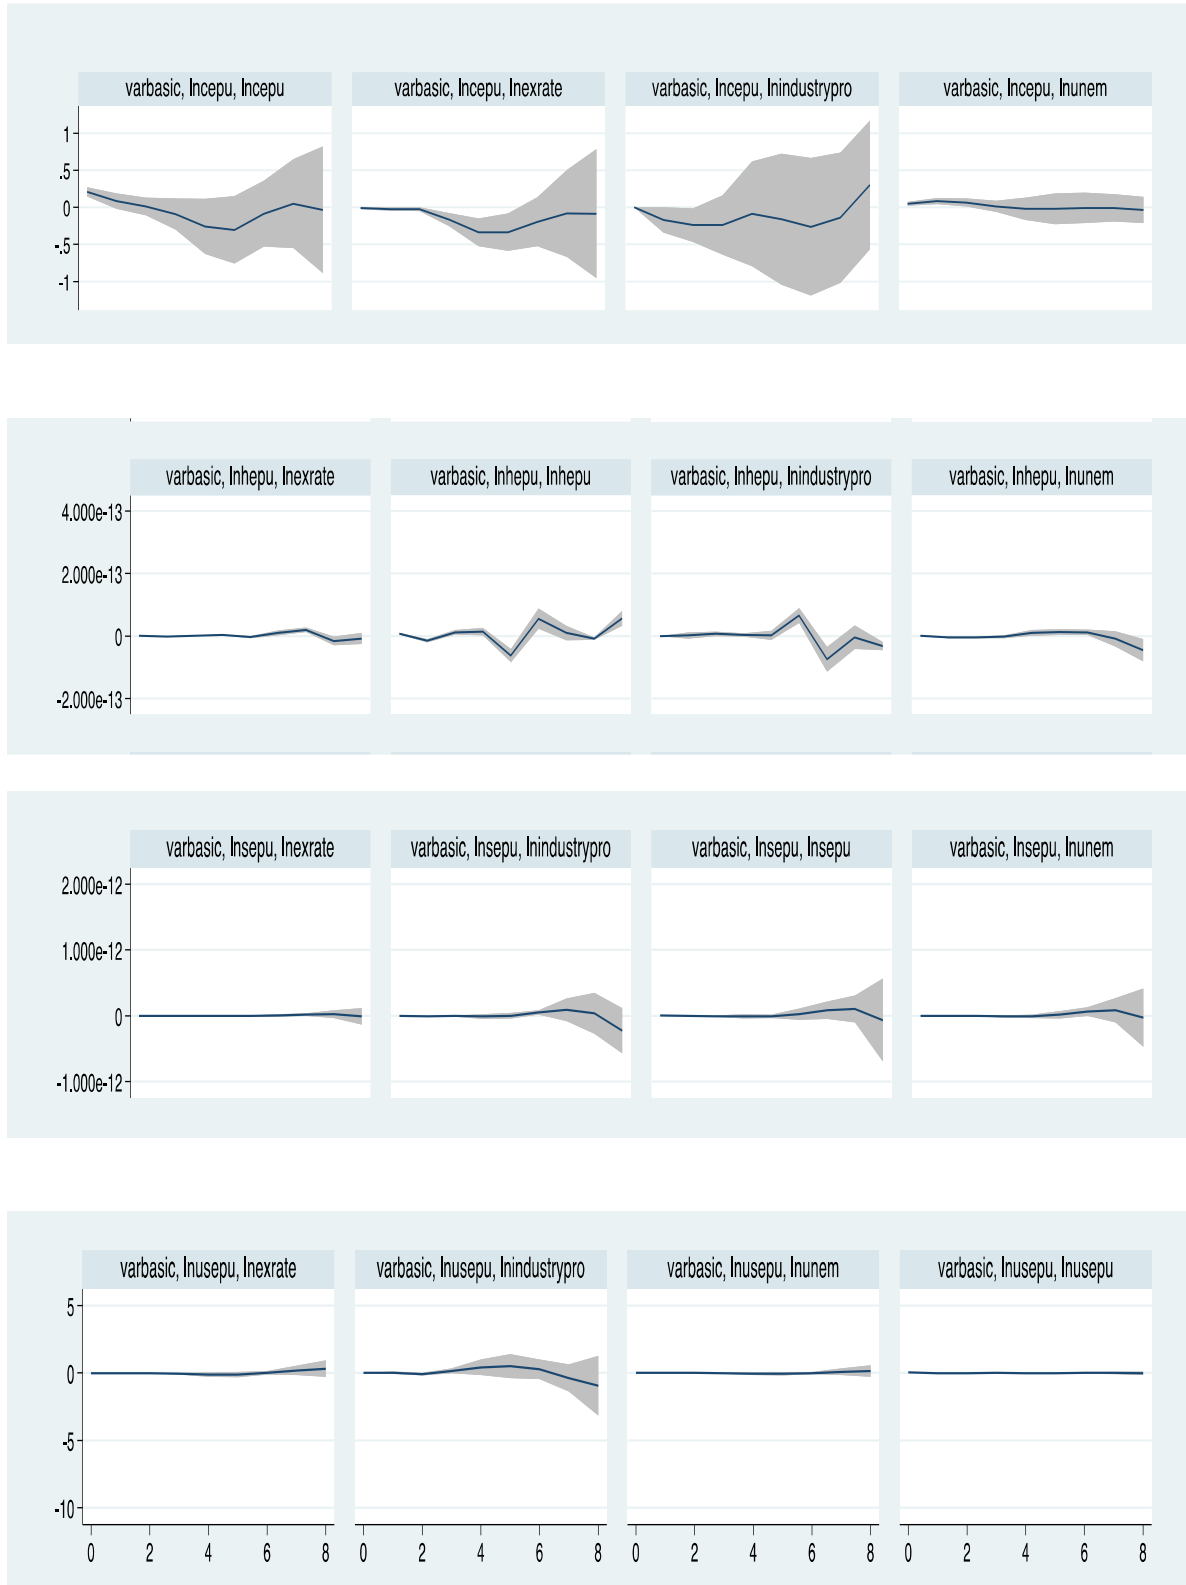 varbasic, lncepu, lncepu varbasic, lncepu, lnexrate varbasic, lncepu, lnindustrypro varbasic, lncepu, lnunem
1
.5
0
-.5
-1
varbasic, lnhepu, lnexrate varbasic, lnhepu, lnhepu varbasic, lnhepu, lnindustrypro varbasic, lnhepu, lnunem
4.000e-13
2.000e-13
0
-2.000e-13
varbasic, lnsepu, lnexrate varbasic, lnsepu, lnindustrypro varbasic, lnsepu, lnsepu varbasic, lnsepu, lnunem
2.000e-12
1.000e-12
0
-1.000e-12
varbasic, lnusepu, lnexrate varbasic, lnusepu, lnindustrypro varbasic, lnusepu, lnunem varbasic, lnusepu, lnusepu
5
0
-5
-10
0 2 4 6 8 0 2 4 6 8 0 2 4 6 8 0 2 4 6 8